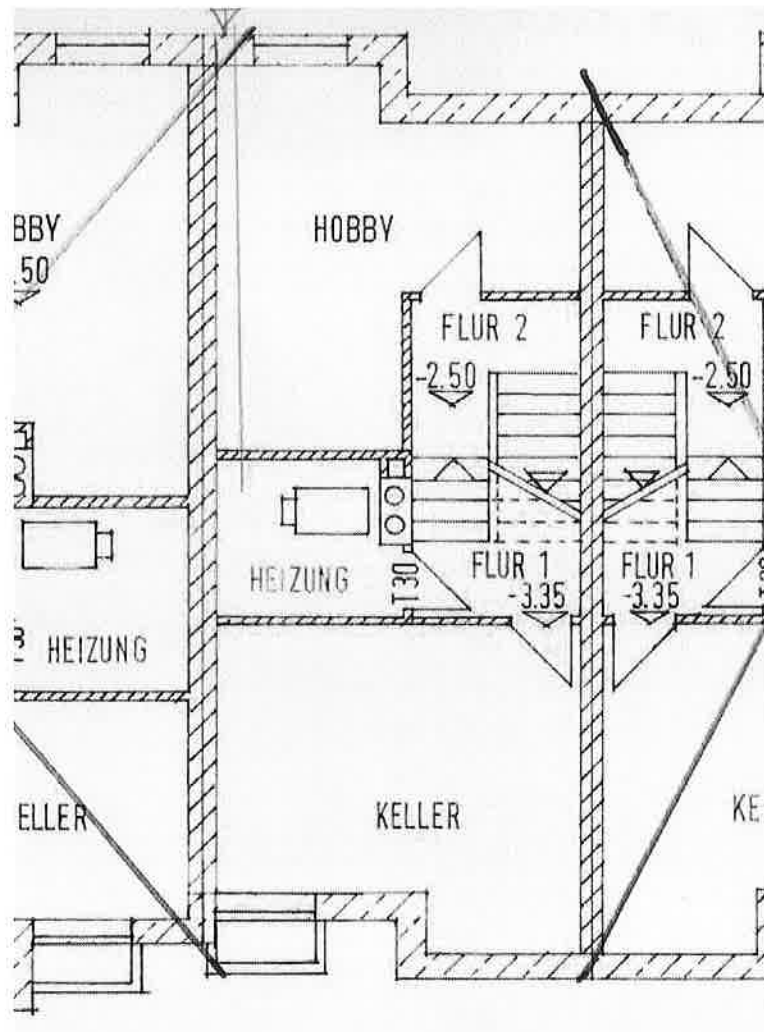 BBY
.50
HOBBY
FLUR 2
FLUR 2
-2.50
-2.50
HEIZUNG
T30
FLUR 1
FLUR 1
-3.35
-3.35
HEIZUNG
ELLER
KELLER
KE